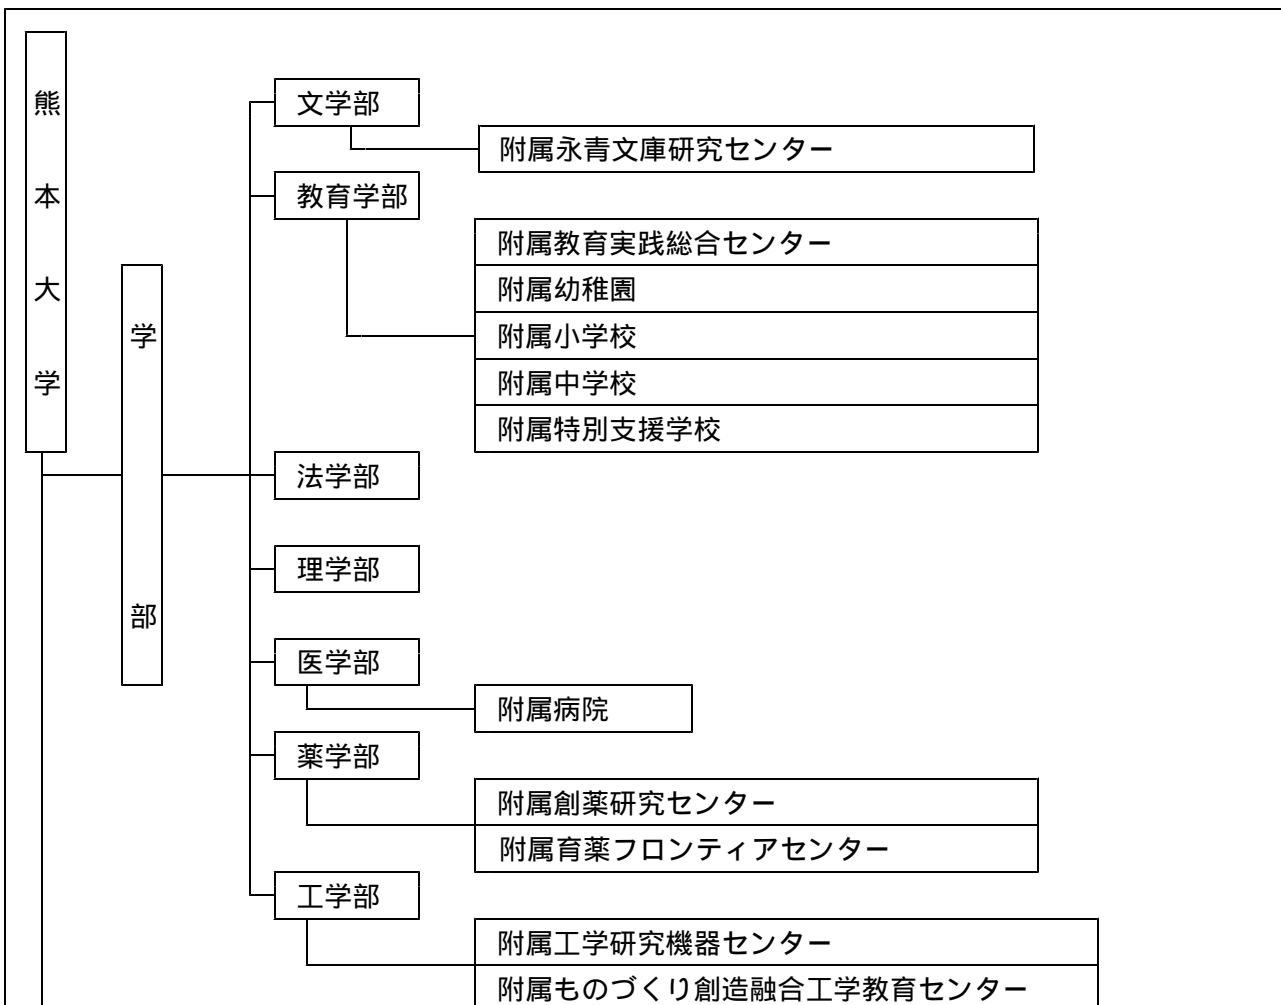 熊本大学
学部
文学部
附属永青文庫研究センター
教育学部
附属教育実践総合センター
附属幼稚園
附属小学校
附属中学校
附属特別支援学校
法学部
理学部
医学部
附属病院
薬学部
附属創薬研究センター
附属育薬フロンティアセンター
工学部
附属工学研究機器センター
附属ものづくり創造融合工学教育センター